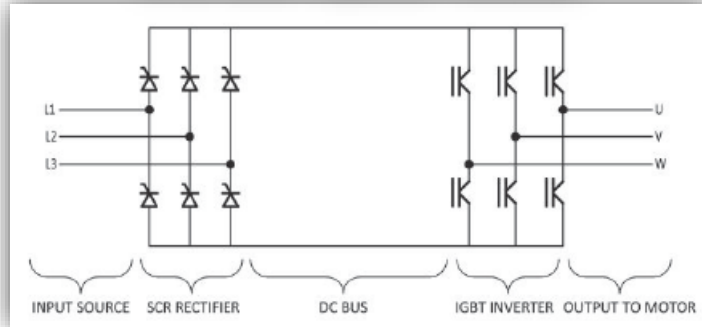 L1
U
L2
V
L3
W
INPUT SOURCE SCR RECTIFIER DC BUS IGBT INVERTER OUTPUT TO MOTOR